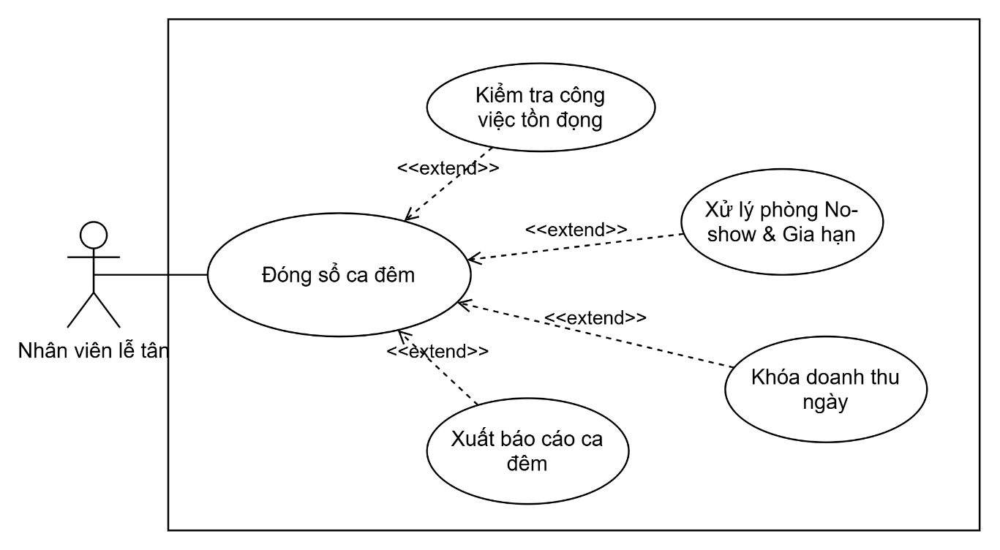 Kiểm tra công
việc tồn đọng
<<extend>>
Xử lý phòng No-
show & Gia hạn
<<extend>>
Đóng sổ ca đêm
<<extend>>
Nhân viên lễ tân
<<extend>>
Khóa doanh thu
ngày
Xuất báo cáo ca
đêm